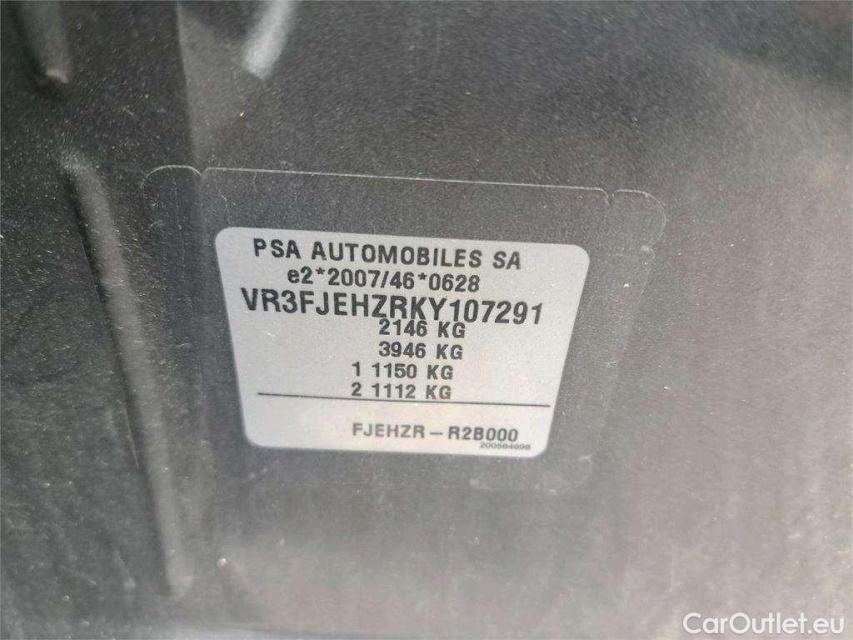 PSA AUTOMOBILES SA
e2*2007/46*0628
VR3FJEHZRKY107291
2146 KG
3946 KG
1 1150 KG
2 1112 KG
FJEHZR-R2B000
CarOutlet.eu